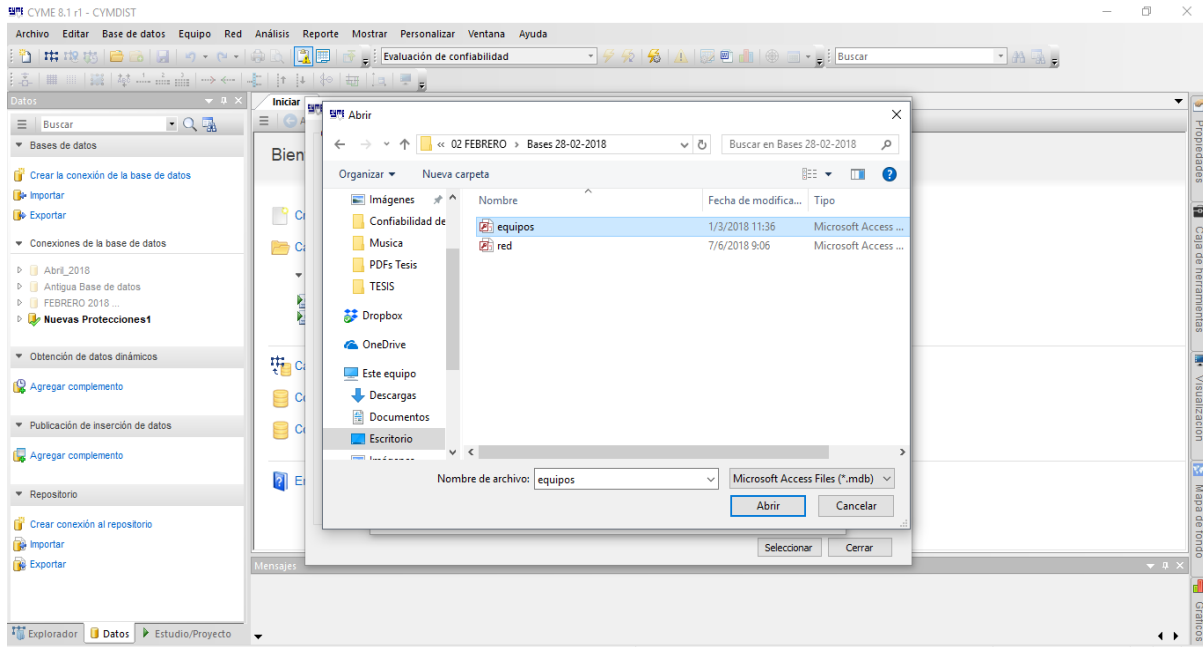 CYME 8.1 r1 - CYMDIST
Archivo Editar Base de datos Equipo Red Análisis Reporte Mostrar Personalizar Ventana Ayuda
Evaluación de confiabilidad
Buscar
Datos
Buscar
Bases de datos
Crear la conexión de la base de datos
Importar
Exportar
Conexiones de la base de datos
Abril_2018
Antigua Base de datos
FEBRERO 2018 ...
Nuevas Protecciones1
Obtención de datos dinámicos
Agregar complemento
Publicación de inserción de datos
Agregar complemento
Repositorio
Crear conexión al repositorio
Importar
Exportar
Explorador Datos Estudio/Proyecto
Iniciar
Bien
Abrir
« 02 FEBRERO > Bases 28-02-2018
Buscar en Bases 28-02-2018
Organizar Nueva carpeta
Imágenes
Confiabilidad de
Musica
PDFs Tesis
TESIS
Dropbox
OneDrive
Este equipo
Descargas
Documentos
Escritorio
Nombre Fecha de modifica... Tipo
equipos 1/3/2018 11:36 Microsoft Access ...
red 7/6/2018 9:06 Microsoft Access ...
Nombre de archivo: equipos Microsoft Access Files (*.mdb)
Abrir Cancelar
Seleccionar Cerrar
Mensajes
Propiedades
Caja de herramientas
Visualización
Mapa de fondo
Gráficos